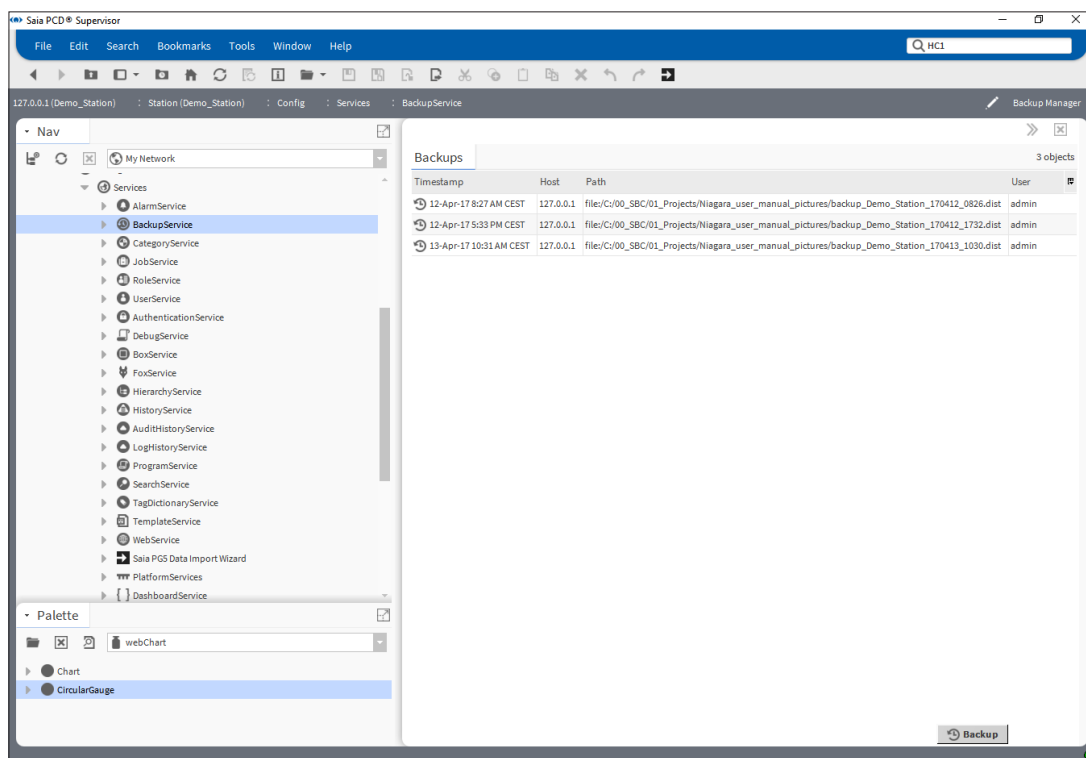 Saia PCD® Supervisor
File Edit Search Bookmarks Tools Window Help
HC1
127.0.0.1 (Demo_Station) : Station (Demo_Station) : Config : Services : BackupService
Backup Manager
Nav
My Network
Services
AlarmService
BackupService
CategoryService
JobService
RoleService
UserService
AuthenticationService
DebugService
BoxService
FoxService
HierarchyService
HistoryService
AuditHistoryService
LogHistoryService
ProgramService
SearchService
TagDictionaryService
TemplateService
WebService
Saia PG5 Data Import Wizard
PlatformServices
DashboardService
Palette
webChart
Chart
CircularGauge
Backups
3 objects
Timestamp Host Path User
12-Apr-17 8:27 AM CEST 127.0.0.1 file:/C:/00_SBC/01_Projects/Niagara_user_manual_pictures/backup_Demo_Station_170412_0826.dist admin
12-Apr-17 5:33 PM CEST 127.0.0.1 file:/C:/00_SBC/01_Projects/Niagara_user_manual_pictures/backup_Demo_Station_170412_1732.dist admin
13-Apr-17 10:31 AM CEST 127.0.0.1 file:/C:/00_SBC/01_Projects/Niagara_user_manual_pictures/backup_Demo_Station_170413_1030.dist admin
Backup